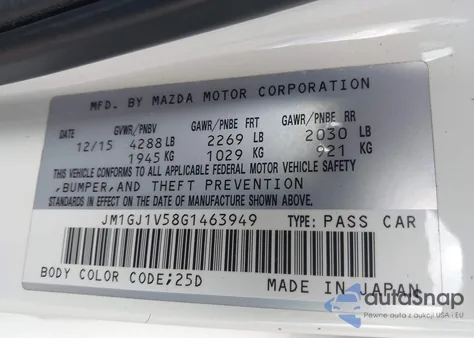 MFD. BY MAZDA MOTOR CORPORATION
DATE GVWR/PNBV GAWR/PNBE FRT GAWR/PNBE RR
12/15 4288 LB 2269 LB 2030 LB
1945 KG 1029 KG 921 KG
THIS VEHICLE CONFORMS TO ALL APPLICABLE FEDERAL MOTOR VEHICLE SAFETY
,BUMPER,AND THEFT PREVENTION
STANDARDS IN EFFECT ON THE DATE OF MANUFACTURE SHOWN ABOVE.
JM1GJ1V58G1463949 TYPE: PASS CAR
BODY COLOR CODE;25D MADE IN JAPAN
autoSnap
Pewne auta z aukcji USA i EU